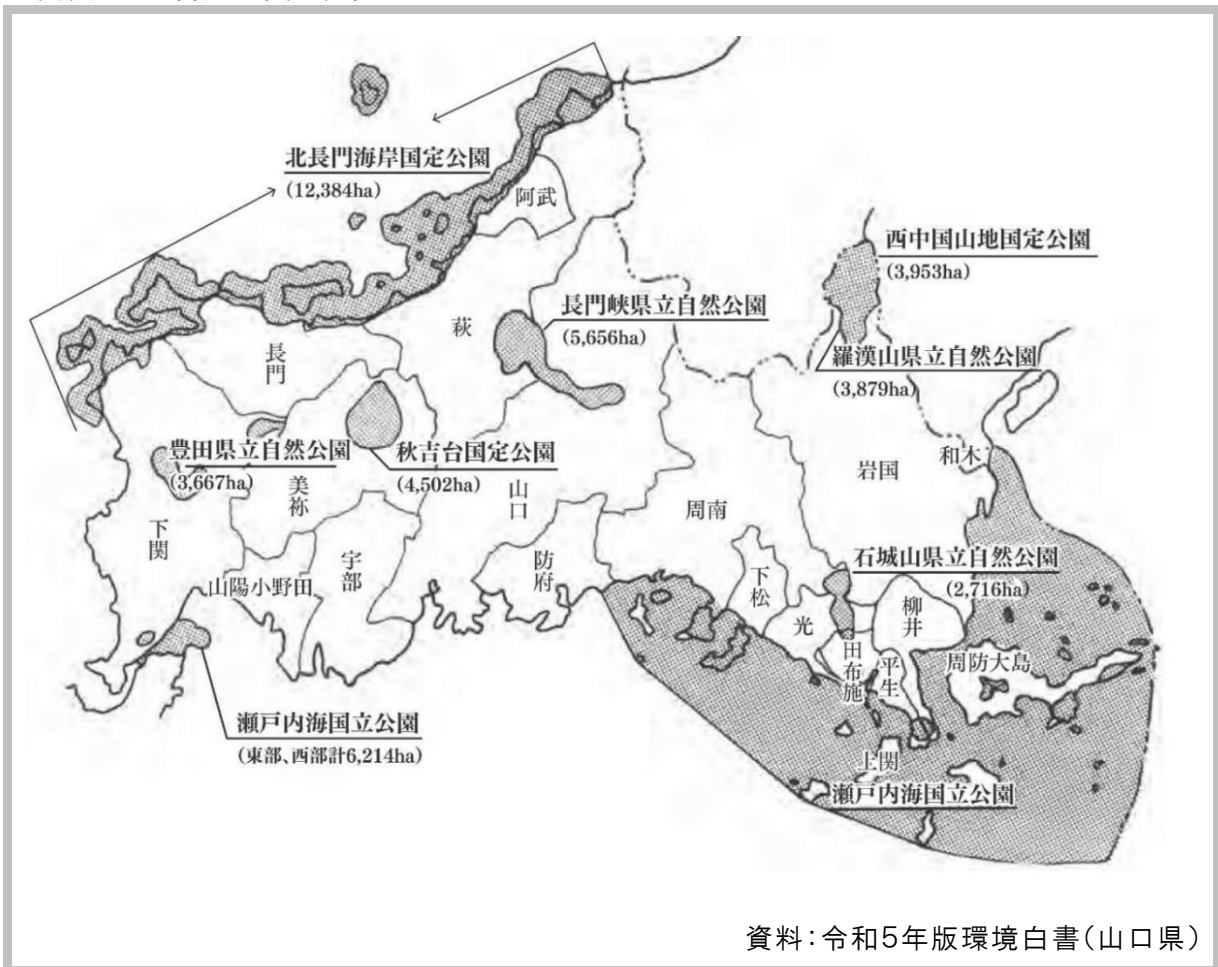 北長門海岸国定公園
(12,384ha)
阿武
西中国山地国定公園
(3,953ha)
長門峡県立自然公園
(5,656ha)
萩
羅漢山県立自然公園
(3,879ha)
長門
豊田県立自然公園
(3,667ha)
秋吉台国定公園
(4,502ha)
和木
岩国
美祢
山口
周南
下関
石城山県立自然公園
(2,716ha)
山陽小野田
宇部
防府
下松
光
柳井
田布施
平生
周防大島
瀬戸内海国立公園
(東部、西部計6,214ha)
上関
瀬戸内海国立公園
資料:令和5年版環境白書(山口県)